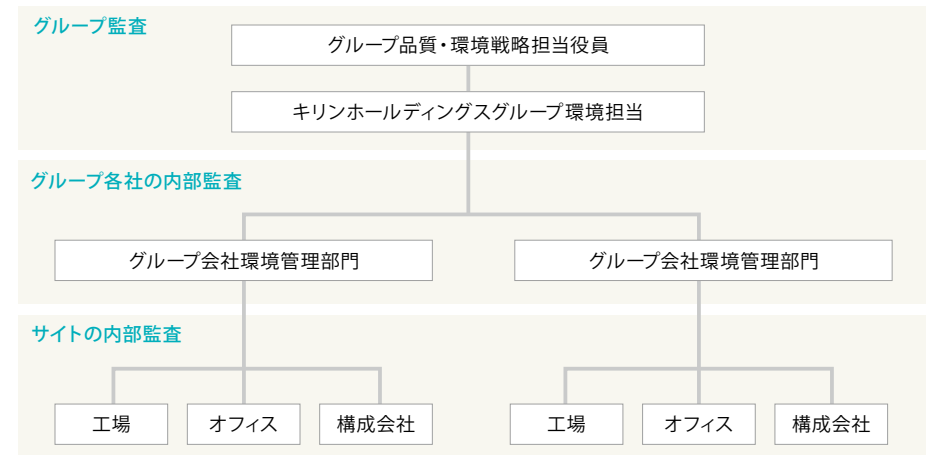 グループ監査
グループ品質・環境戦略担当役員
キリンホールディングスグループ環境担当
グループ各社の内部監査
グループ会社環境管理部門
グループ会社環境管理部門
サイトの内部監査
工場
オフィス
構成会社
工場
オフィス
構成会社